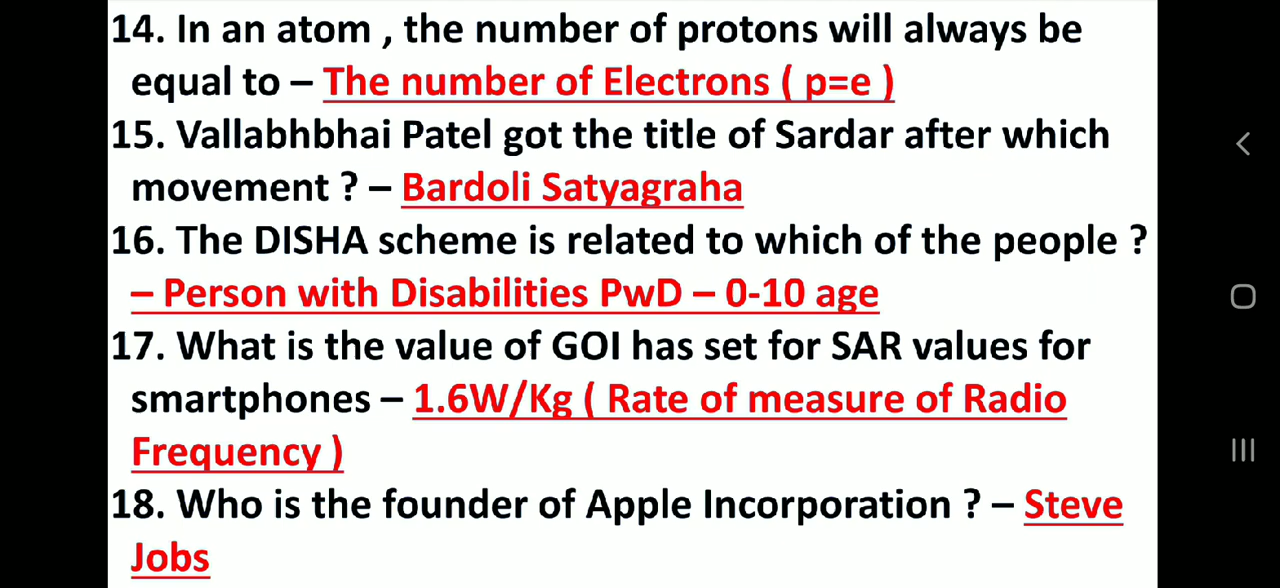 14. In an atom , the number of protons will always be
equal to – The number of Electrons ( p=e )
15. Vallabhbhai Patel got the title of Sardar after which
movement ? – Bardoli Satyagraha
16. The DISHA scheme is related to which of the people ?
– Person with Disabilities PwD – 0-10 age
17. What is the value of GOI has set for SAR values for
smartphones – 1.6W/Kg ( Rate of measure of Radio
Frequency )
18. Who is the founder of Apple Incorporation ? – Steve
Jobs